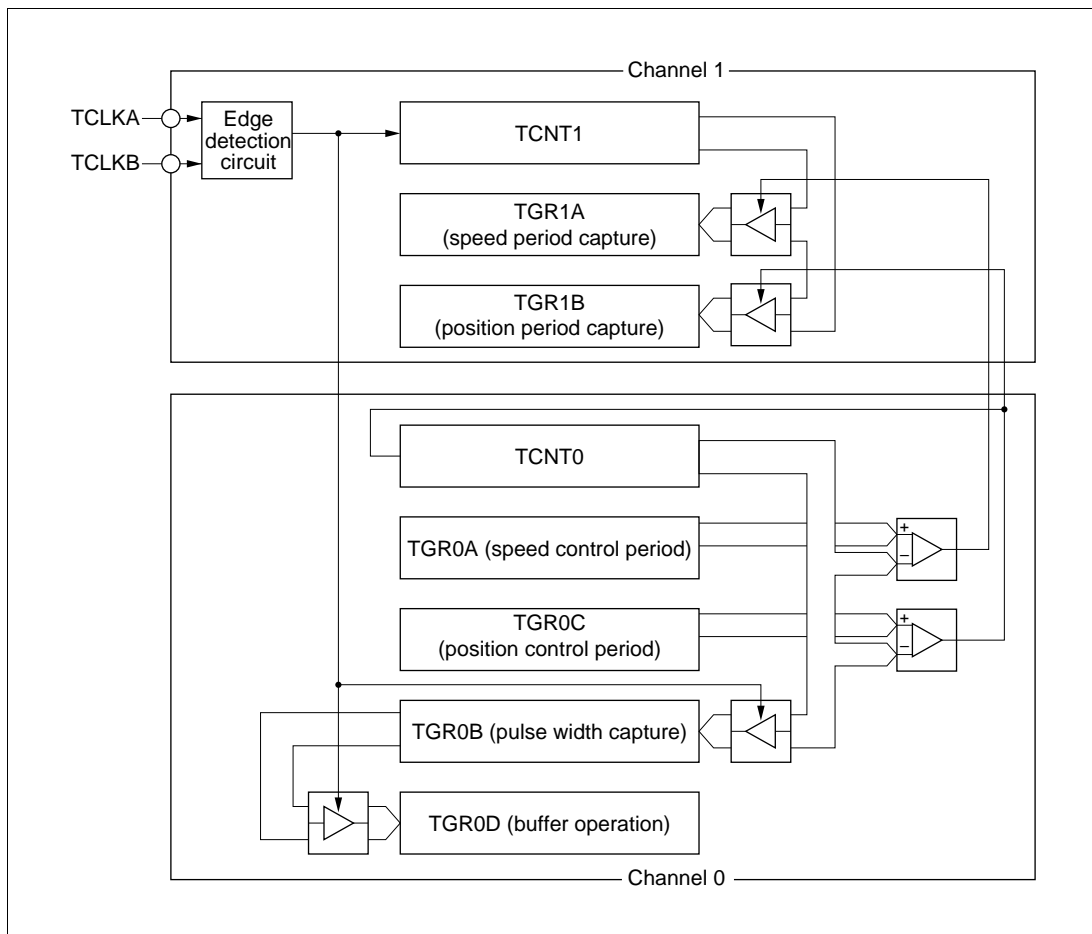 Channel 1
TCLKA
TCLKB
Edge
detection
circuit
TCNT1
TGR1A
(speed period capture)
TGR1B
(position period capture)
TCNT0
TGR0A (speed control period)
+
−
TGR0C
(position control period)
+
−
TGR0B (pulse width capture)
TGR0D (buffer operation)
Channel 0